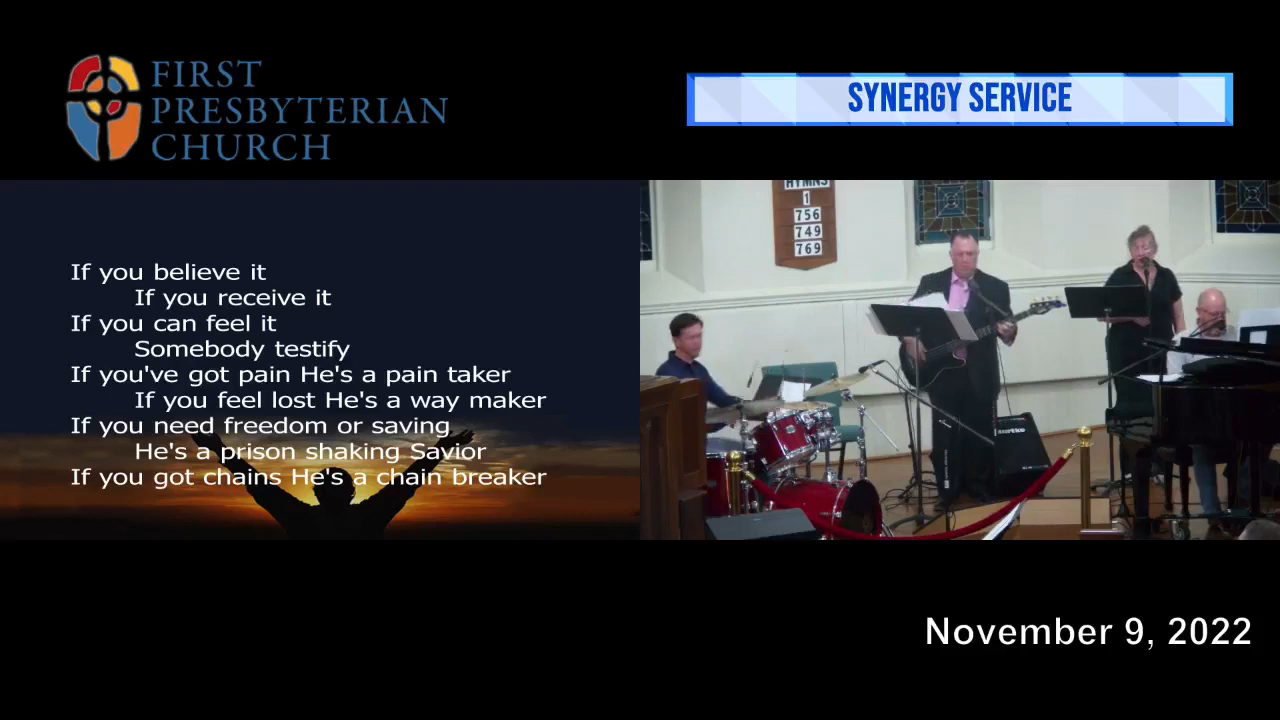 FIRST
PRESBYTERIAN
CHURCH
SYNERGY SERVICE
If you believe it
If you receive it
If you can feel it
Somebody testify
If you've got pain He's a pain taker
If you feel lost He's a way maker
If you need freedom or saving
He's a prison shaking Savior
If you got chains He's a chain breaker
HYMNS
1
756
749
769
November 9, 2022